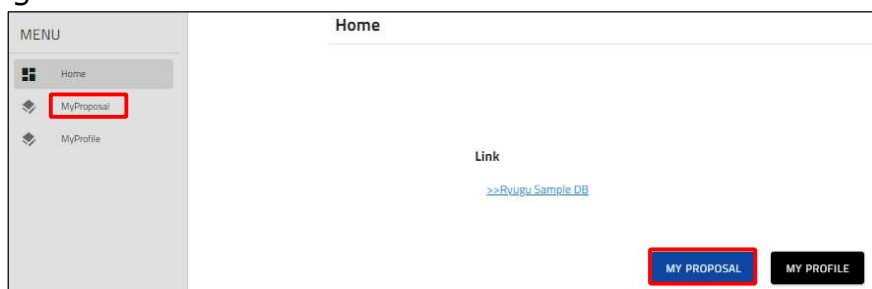 MENU
Home
MyProposal
MyProfile
Home
Link
>>Ryugu Sample DB
MY PROPOSAL
MY PROFILE